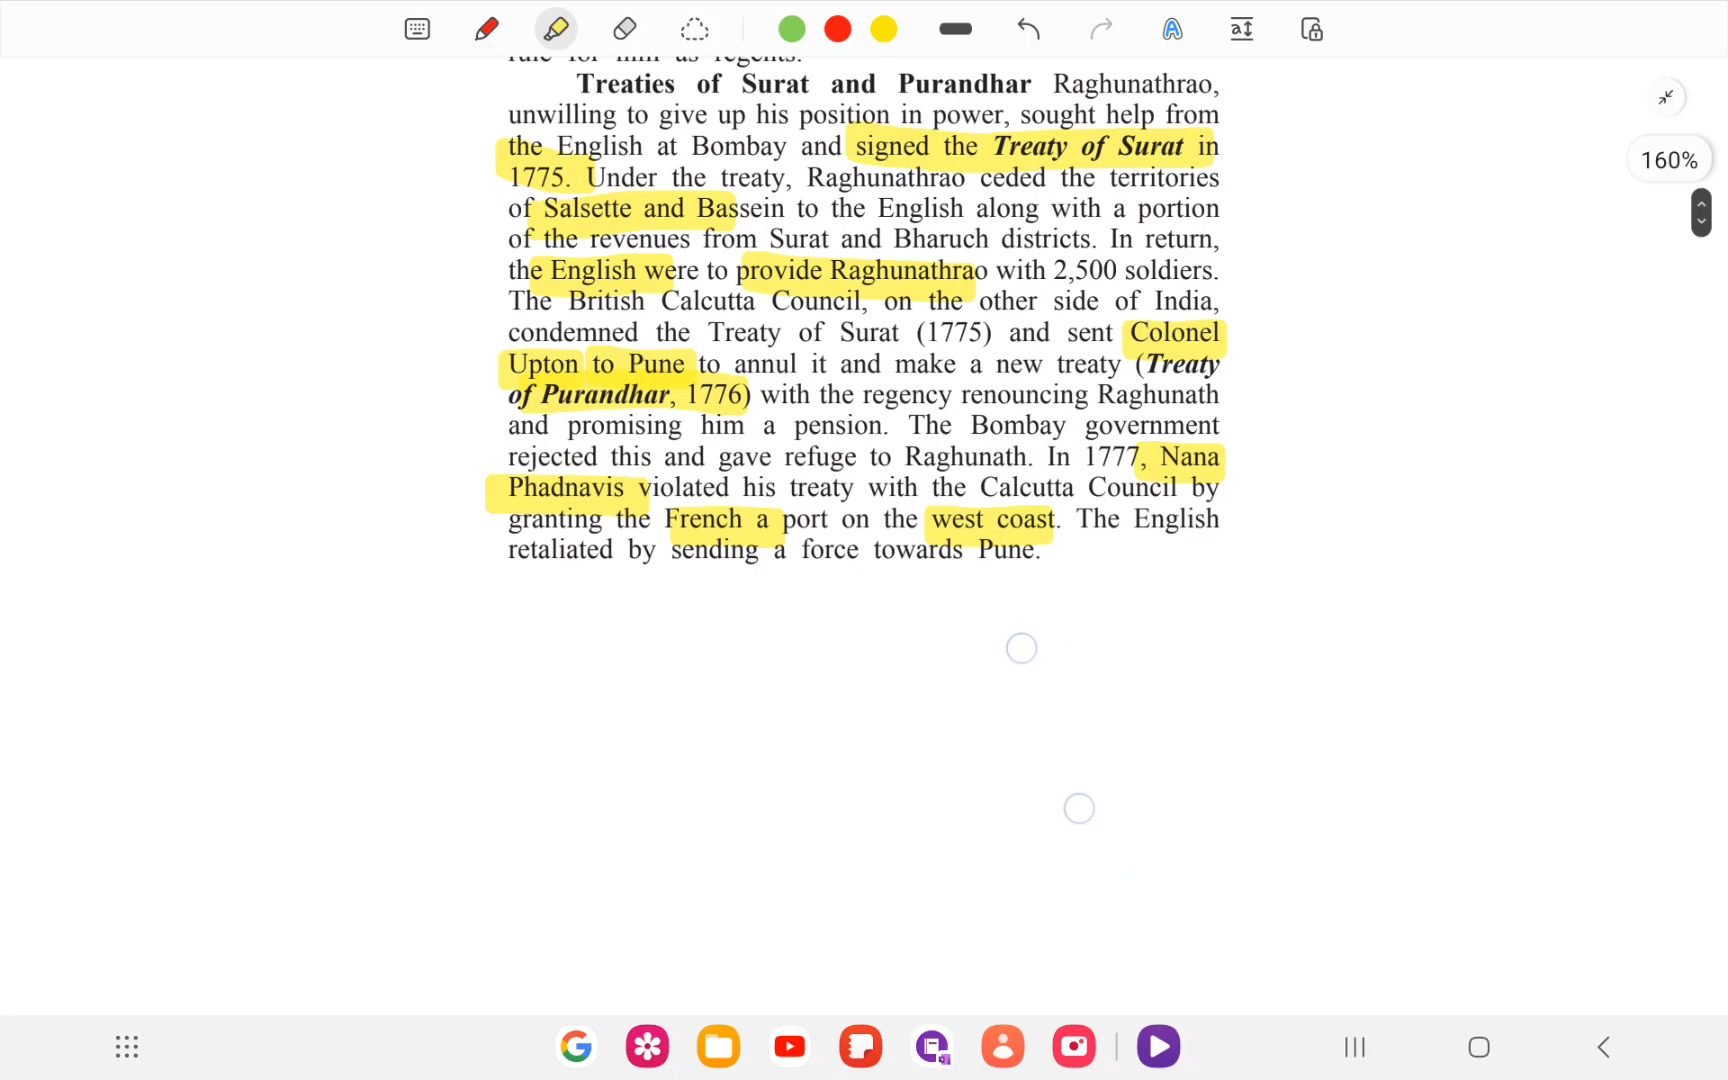 rule for him as regents.
Treaties of Surat and Purandhar Raghunathrao,
unwilling to give up his position in power, sought help from
the English at Bombay and signed the Treaty of Surat in
1775. Under the treaty, Raghunathrao ceded the territories
of Salsette and Bassein to the English along with a portion
of the revenues from Surat and Bharuch districts. In return,
the English were to provide Raghunathrao with 2,500 soldiers.
The British Calcutta Council, on the other side of India,
condemned the Treaty of Surat (1775) and sent Colonel
Upton to Pune to annul it and make a new treaty (Treaty
of Purandhar, 1776) with the regency renouncing Raghunath
and promising him a pension. The Bombay government
rejected this and gave refuge to Raghunath. In 1777, Nana
Phadnavis violated his treaty with the Calcutta Council by
granting the French a port on the west coast. The English
retaliated by sending a force towards Pune.
160%